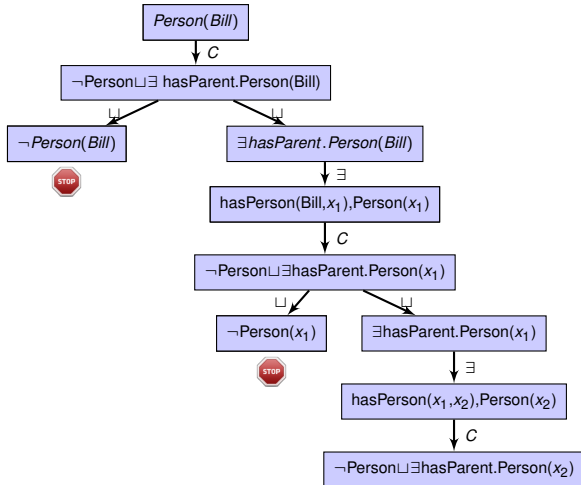 Person(Bill)
C
¬Person⊔∃ hasParent.Person(Bill)
⊔ ⊔
¬Person(Bill) ∃hasParent.Person(Bill)
STOP
∃
hasPerson(Bill,x₁),Person(x₁)
C
¬Person⊔∃hasParent.Person(x₁)
⊔ ⊔
¬Person(x₁) ∃hasParent.Person(x₁)
STOP
∃
hasPerson(x₁,x₂),Person(x₂)
C
¬Person⊔∃hasParent.Person(x₂)